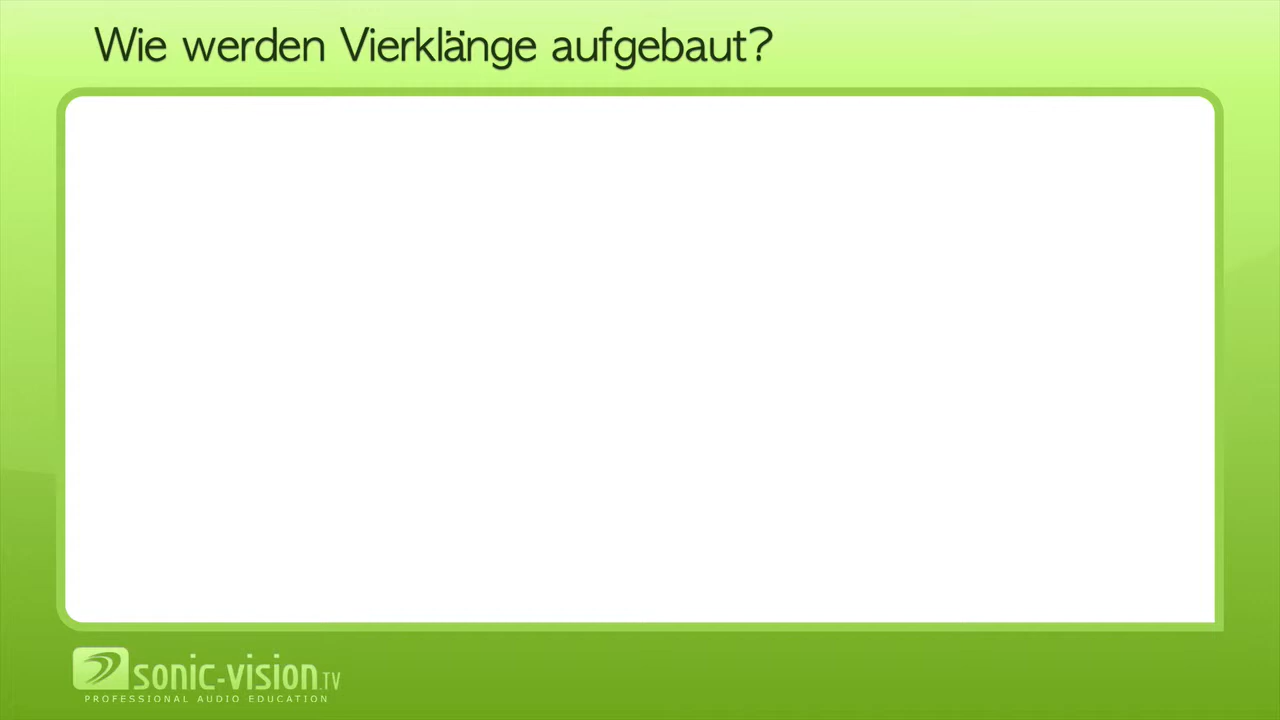 Wie werden Vierklänge aufgebaut?
sonic-vision.TV
PROFESSIONAL AUDIO EDUCATION